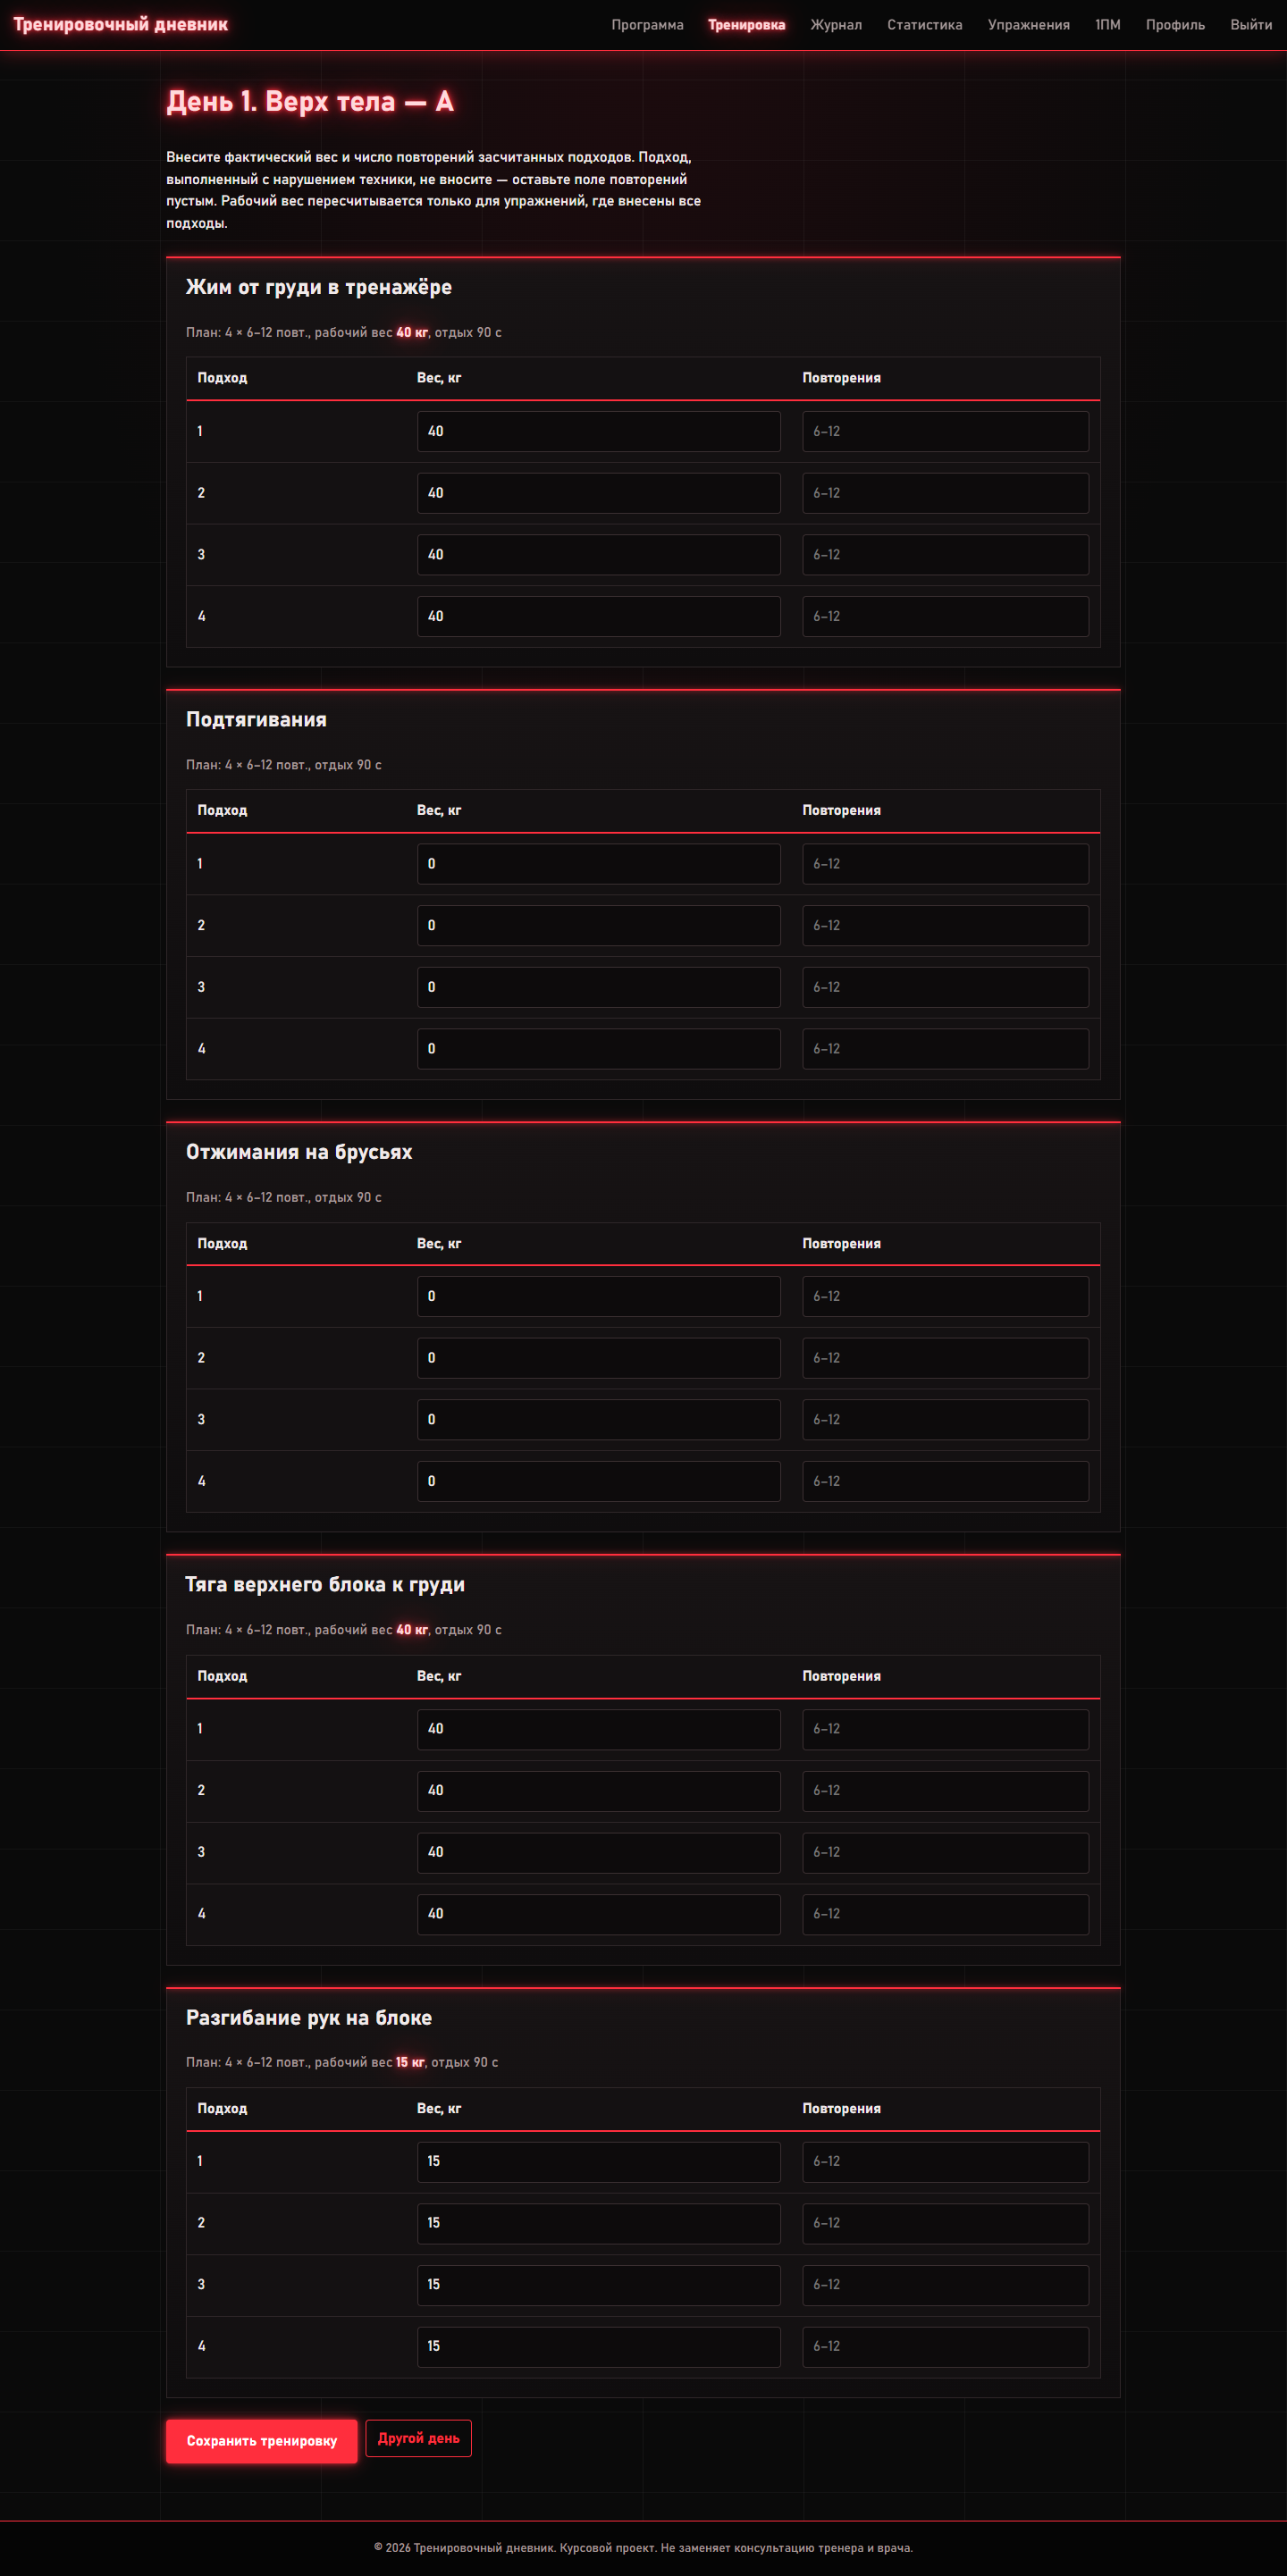 Тренировочный дневник
Программа Тренировка Журнал Статистика Упражнения 1ПМ Профиль Выйти
День 1. Верх тела — А
Внесите фактический вес и число повторений засчитанных подходов. Подход,
выполненный с нарушением техники, не вносите — оставьте поле повторений
пустым. Рабочий вес пересчитывается только для упражнений, где внесены все
подходы.
Жим от груди в тренажёре
План: 4 × 6–12 повт., рабочий вес 40 кг, отдых 90 с
Подход Вес, кг Повторения
1 40 6–12
2 40 6–12
3 40 6–12
4 40 6–12
Подтягивания
План: 4 × 6–12 повт., отдых 90 с
Подход Вес, кг Повторения
1 0 6–12
2 0 6–12
3 0 6–12
4 0 6–12
Отжимания на брусьях
План: 4 × 6–12 повт., отдых 90 с
Подход Вес, кг Повторения
1 0 6–12
2 0 6–12
3 0 6–12
4 0 6–12
Тяга верхнего блока к груди
План: 4 × 6–12 повт., рабочий вес 40 кг, отдых 90 с
Подход Вес, кг Повторения
1 40 6–12
2 40 6–12
3 40 6–12
4 40 6–12
Разгибание рук на блоке
План: 4 × 6–12 повт., рабочий вес 15 кг, отдых 90 с
Подход Вес, кг Повторения
1 15 6–12
2 15 6–12
3 15 6–12
4 15 6–12
Сохранить тренировку Другой день
© 2026 Тренировочный дневник. Курсовой проект. Не заменяет консультацию тренера и врача.